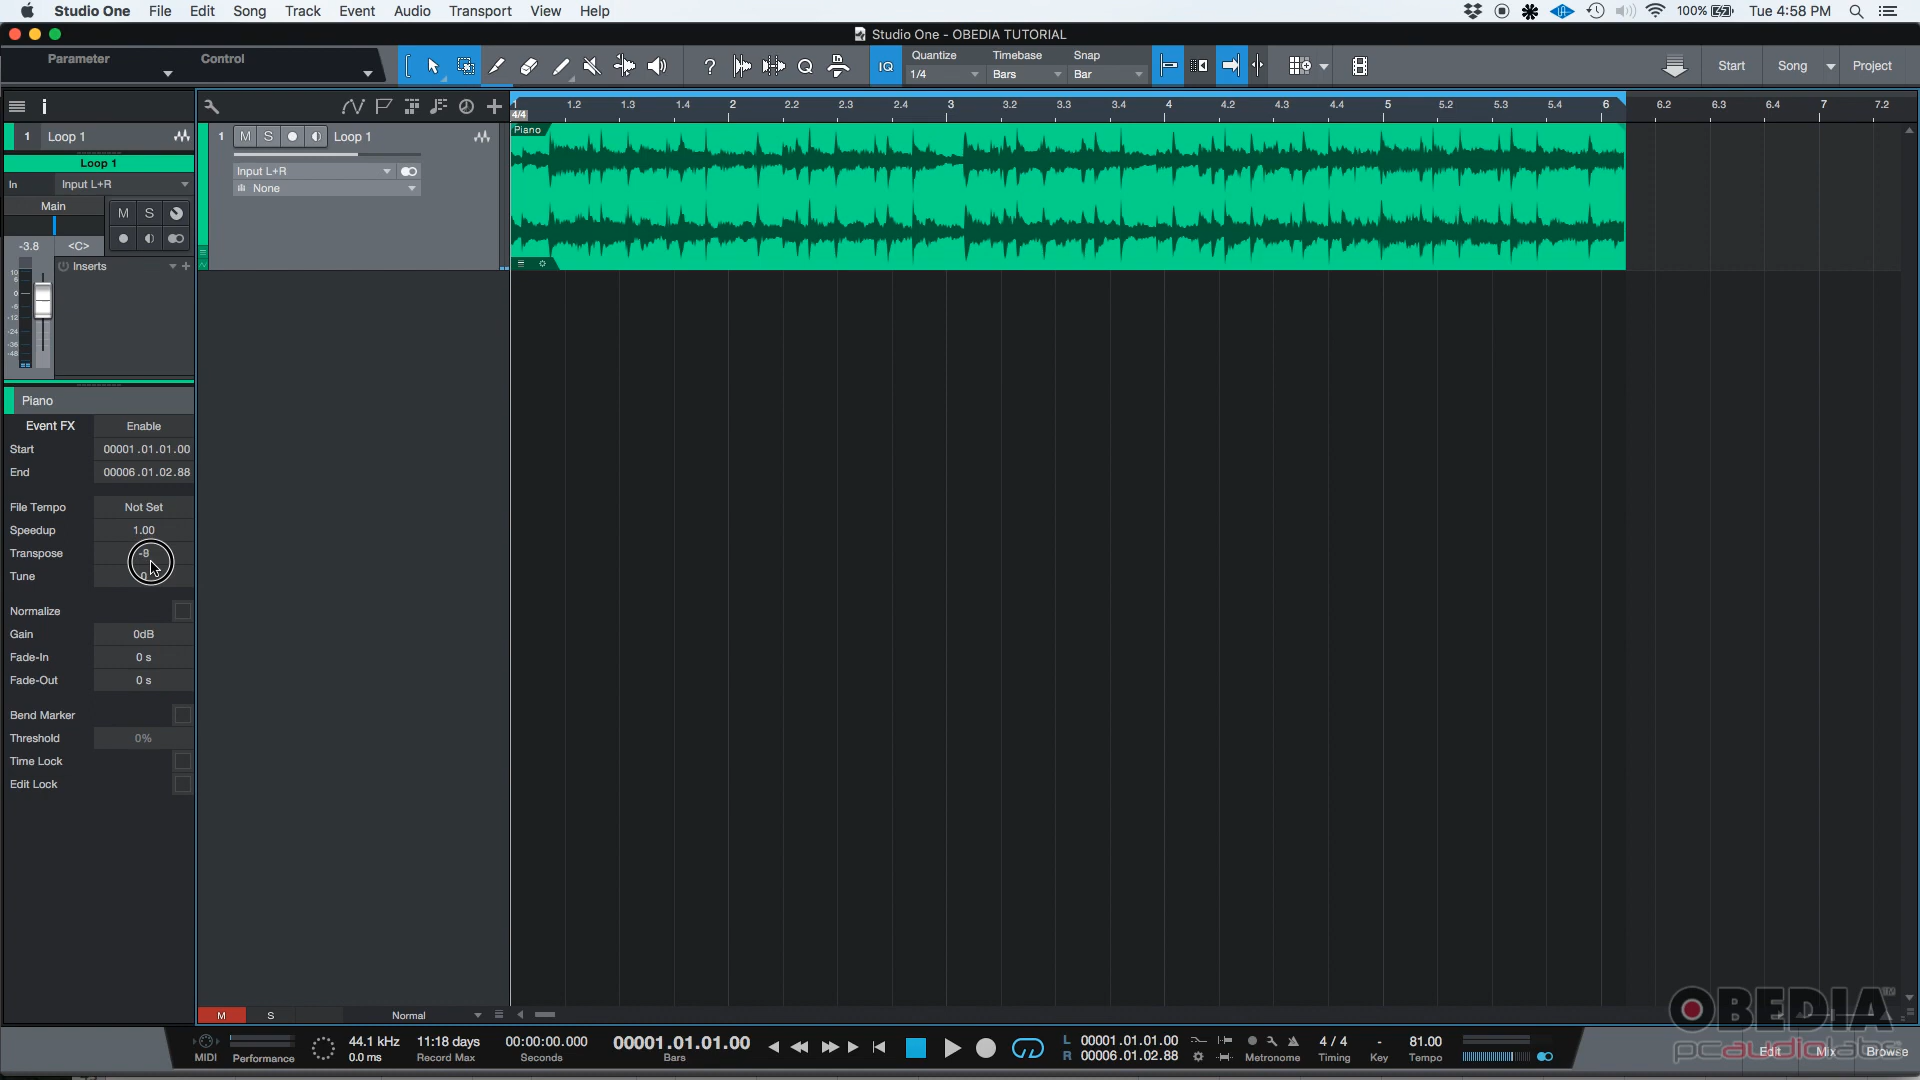 Studio One File Edit Song Track Event Audio Transport View Help 100% Tue 4:58 PM
Studio One - OBEDIA TUTORIAL
Parameter Control
Quantize Timebase Snap
IQ 1/4 Bars Bar Start Song Project
1 1.2 1.3 1.4 2 2.2 2.3 2.4 3 3.2 3.3 3.4 4 4.2 4.3 4.4 5 5.2 5.3 5.4 6 6.2 6.3 6.4 7 7.2
4/4
1 Loop 1
1 M S Loop 1
Piano
Loop 1
In Input L+R
Input L+R
None
Main M S
-3.8 <C>
Inserts
Piano
Event FX Enable
Start 00001.01.01.00
End 00006.01.02.88
File Tempo Not Set
Speedup 1.00
Transpose -8
Tune 0
Normalize
Gain 0dB
Fade-In 0 s
Fade-Out 0 s
Bend Marker
Threshold 0%
Time Lock
Edit Lock
M S Normal
MIDI Performance
44.1 kHz
0.0 ms
11:18 days
Record Max
00:00:00.000
Seconds
00001.01.01.00
Bars
L 00001.01.01.00
R 00006.01.02.88
Metronome
4 / 4
Timing
-
Key
81.00
Tempo
OBEDIA
pcaudiolabs
Edit Mix Browse